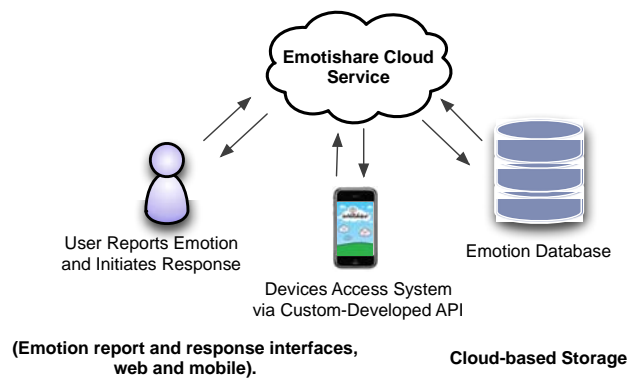 Emotishare Cloud
Service
User Reports Emotion
and Initiates Response
Emotion Database
Devices Access System
via Custom-Developed API
(Emotion report and response interfaces,
web and mobile).
Cloud-based Storage